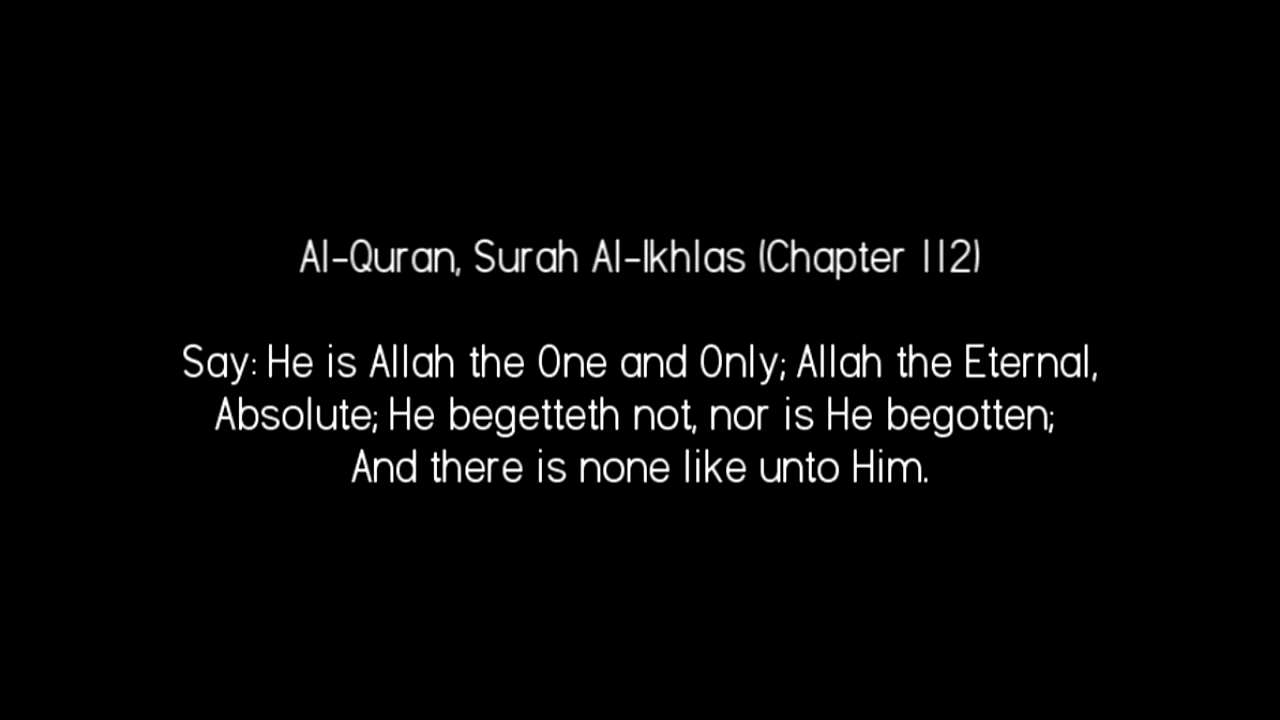 Al-Quran, Surah Al-Ikhlas (Chapter 112)
Say: He is Allah the One and Only; Allah the Eternal,
Absolute; He begetteth not, nor is He begotten;
And there is none like unto Him.